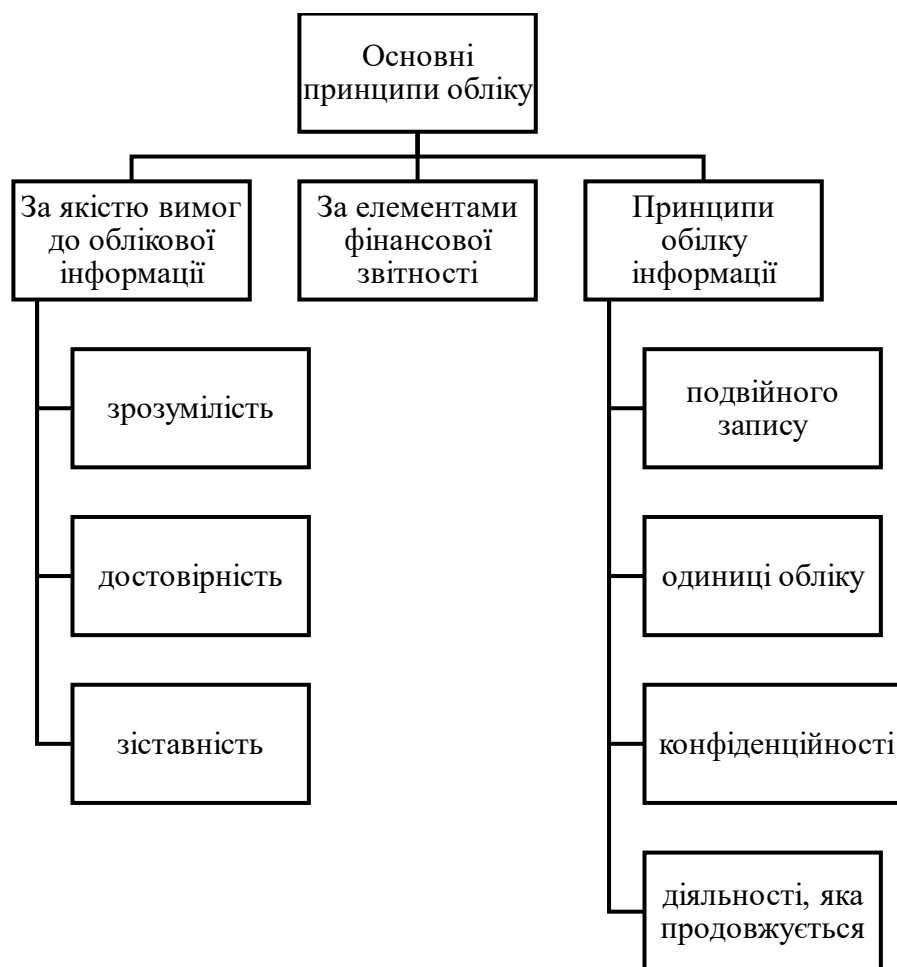 Основні
принципи обліку
За якістю вимог
до облікової
інформації
За елементами
фінансової
звітності
Принципи
обілку
інформації
зрозумілість
достовірність
зіставність
подвійного
запису
одиниці обліку
конфіденційності
діяльності, яка
продовжується